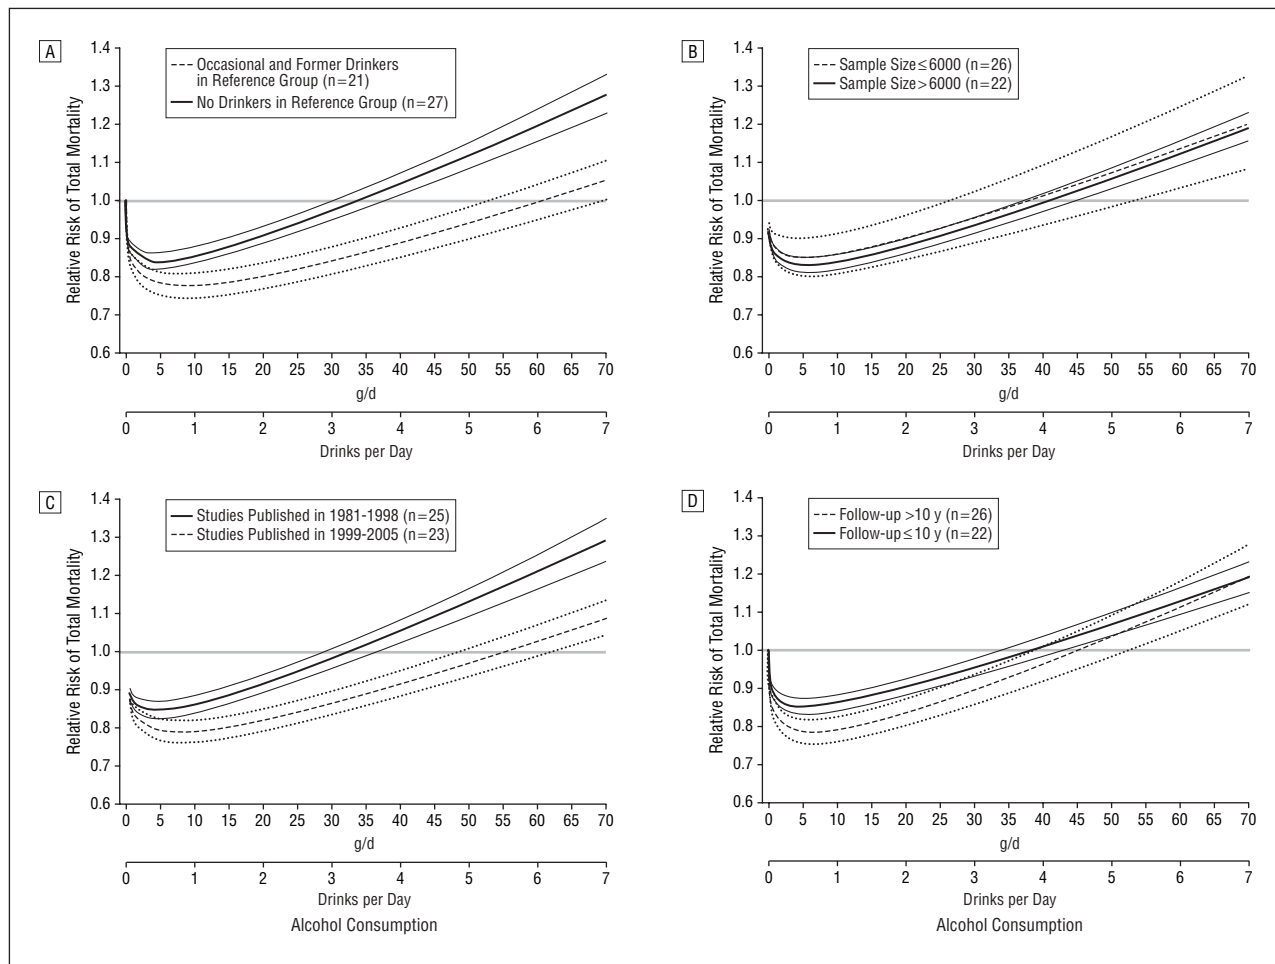 A
1.4
1.3
1.2
1.1
1.0
0.9
0.8
0.7
0.6
Relative Risk of Total Mortality
Occasional and Former Drinkers
in Reference Group (n=21)
No Drinkers in Reference Group (n=27)
0 5 10 15 20 25 30 35 40 45 50 55 60 65 70
g/d
0 1 2 3 4 5 6 7
Drinks per Day
B
1.4
1.3
1.2
1.1
1.0
0.9
0.8
0.7
0.6
Relative Risk of Total Mortality
Sample Size≤6000 (n=26)
Sample Size>6000 (n=22)
0 5 10 15 20 25 30 35 40 45 50 55 60 65 70
g/d
0 1 2 3 4 5 6 7
Drinks per Day
C
1.4
1.3
1.2
1.1
1.0
0.9
0.8
0.7
0.6
Relative Risk of Total Mortality
Studies Published in 1981-1998 (n=25)
Studies Published in 1999-2005 (n=23)
0 5 10 15 20 25 30 35 40 45 50 55 60 65 70
g/d
0 1 2 3 4 5 6 7
Drinks per Day
Alcohol Consumption
D
1.4
1.3
1.2
1.1
1.0
0.9
0.8
0.7
0.6
Relative Risk of Total Mortality
Follow-up >10 y (n=26)
Follow-up ≤10 y (n=22)
0 5 10 15 20 25 30 35 40 45 50 55 60 65 70
g/d
0 1 2 3 4 5 6 7
Drinks per Day
Alcohol Consumption